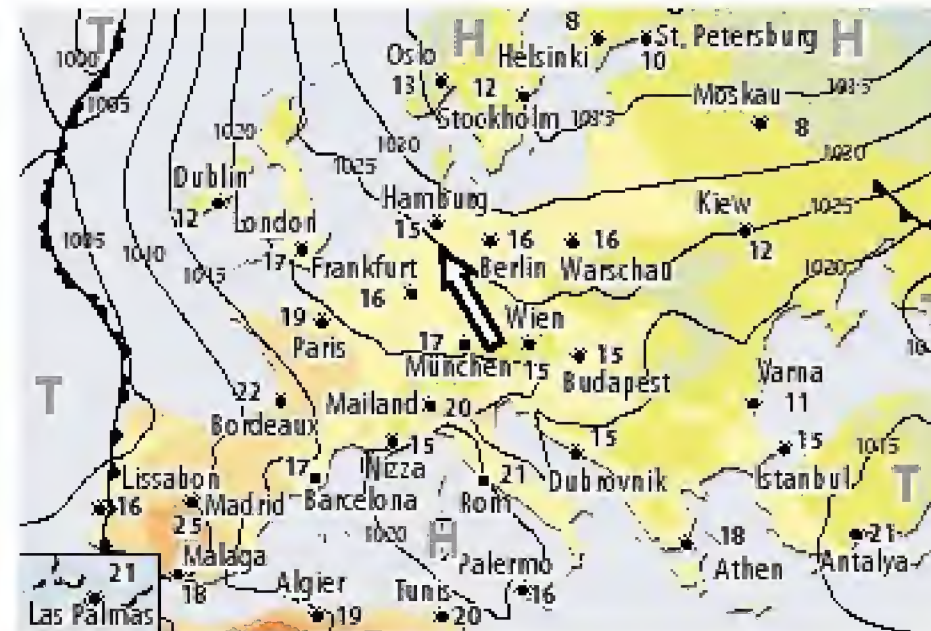 8
T
H
H
Oslo
Helsinki
St. Petersburg
1000
13
12
10
1005
Stockholm
1035
Moskau
1035
8
1020
1025
1030
1030
Dublin
12
Hamburg
15
Kiew
1025
12
London
17
16
Berlin
16
Warschau
1005
1010
1015
Frankfurt
16
1020
19
Paris
17
München
Wien
15
15
Budapest
T
22
Bordeaux
Mailand
20
Varna
11
15
Nizza
15
Dubrovnik
15
Istanbul
1015
T
Lissabon
16
Madrid
25
17
Barcelona
21
Rom
1020
H
18
Athen
21
Antalya
21
Las Palmas
Malaga
18
Algier
19
Tunis
20
Palermo
16